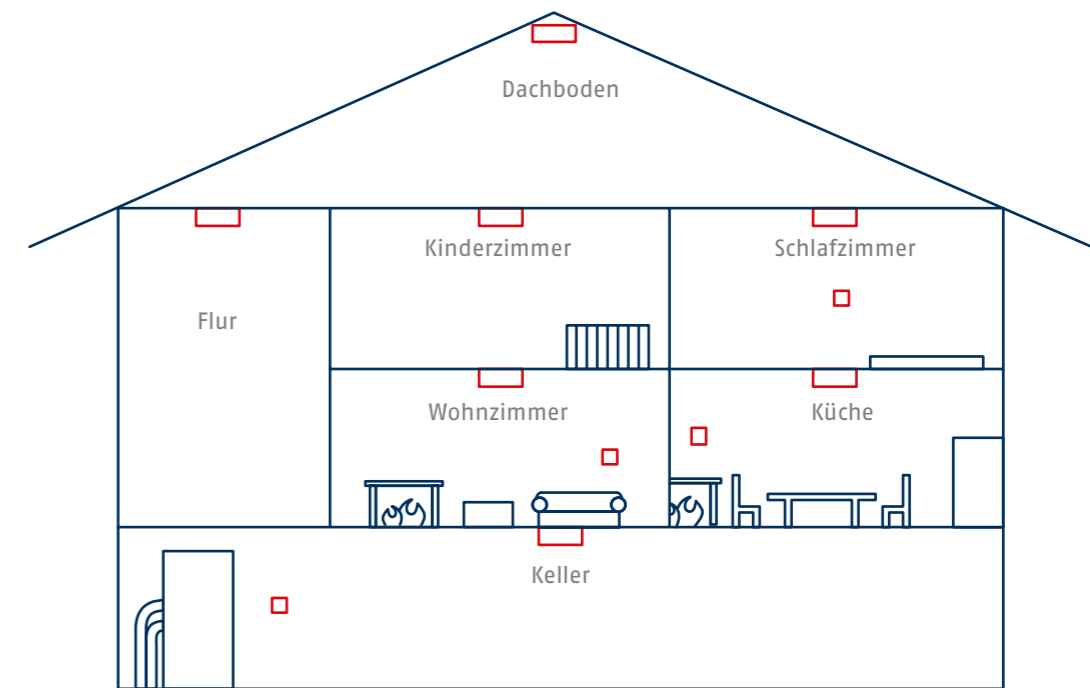 Dachboden
Kinderzimmer
Schlafzimmer
Flur
Wohnzimmer
Küche
Keller